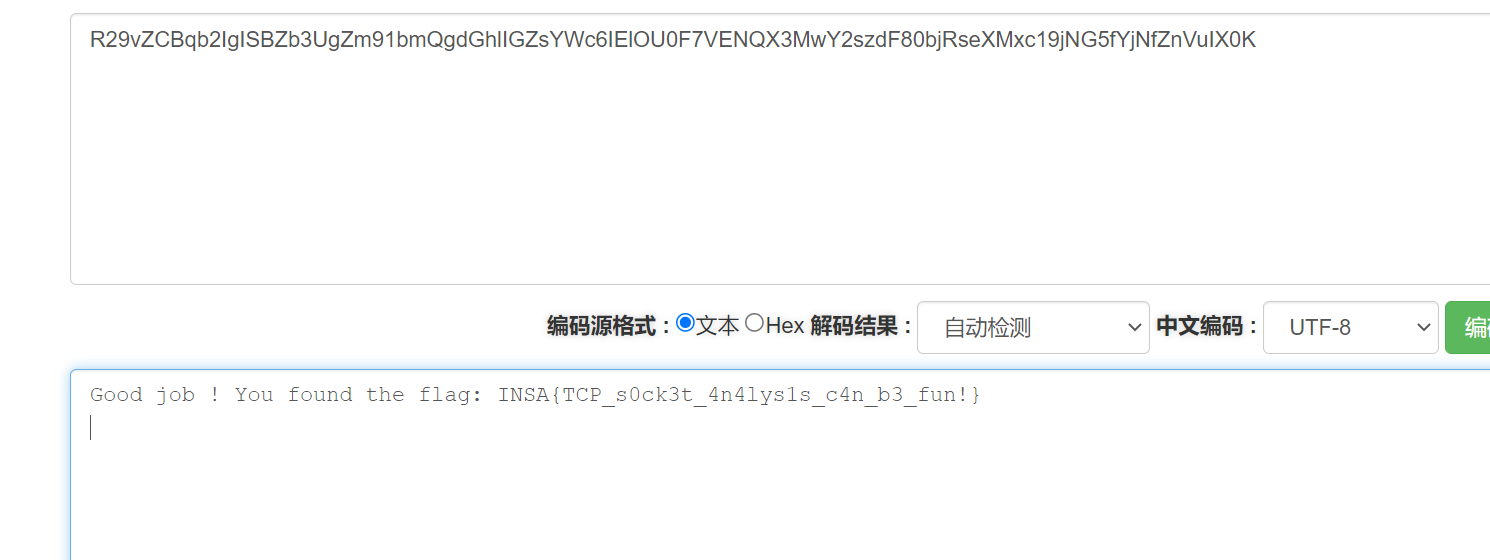 R29vZCBqb2IgISBZb3UgZm91bmQgdGhlIGZsYWc6IElOU0F7VENQX3MwY2szdF80bjRseXMxc19jNG5fYjNfZnVuIX0K
编码源格式 : 文本 Hex 解码结果 : 自动检测 中文编码 : UTF-8 编
Good job ! You found the flag: INSA{TCP_s0ck3t_4n4lys1s_c4n_b3_fun!}